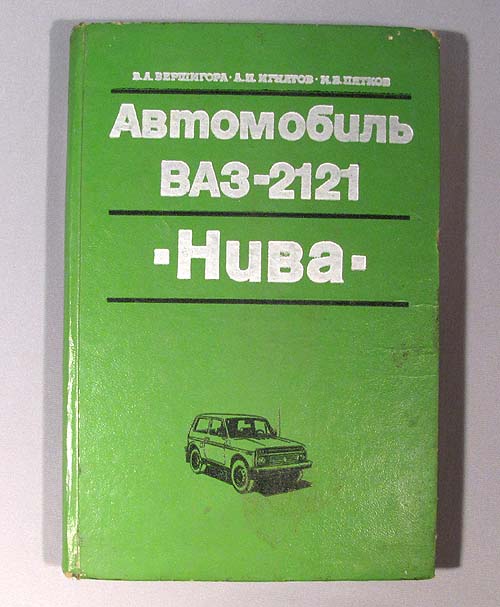 В.А.ВЕРШИГОРА · А.П.ИГНАТОВ · К.В.ПЯТКОВ
Автомобиль
ВАЗ-2121
·Нива·